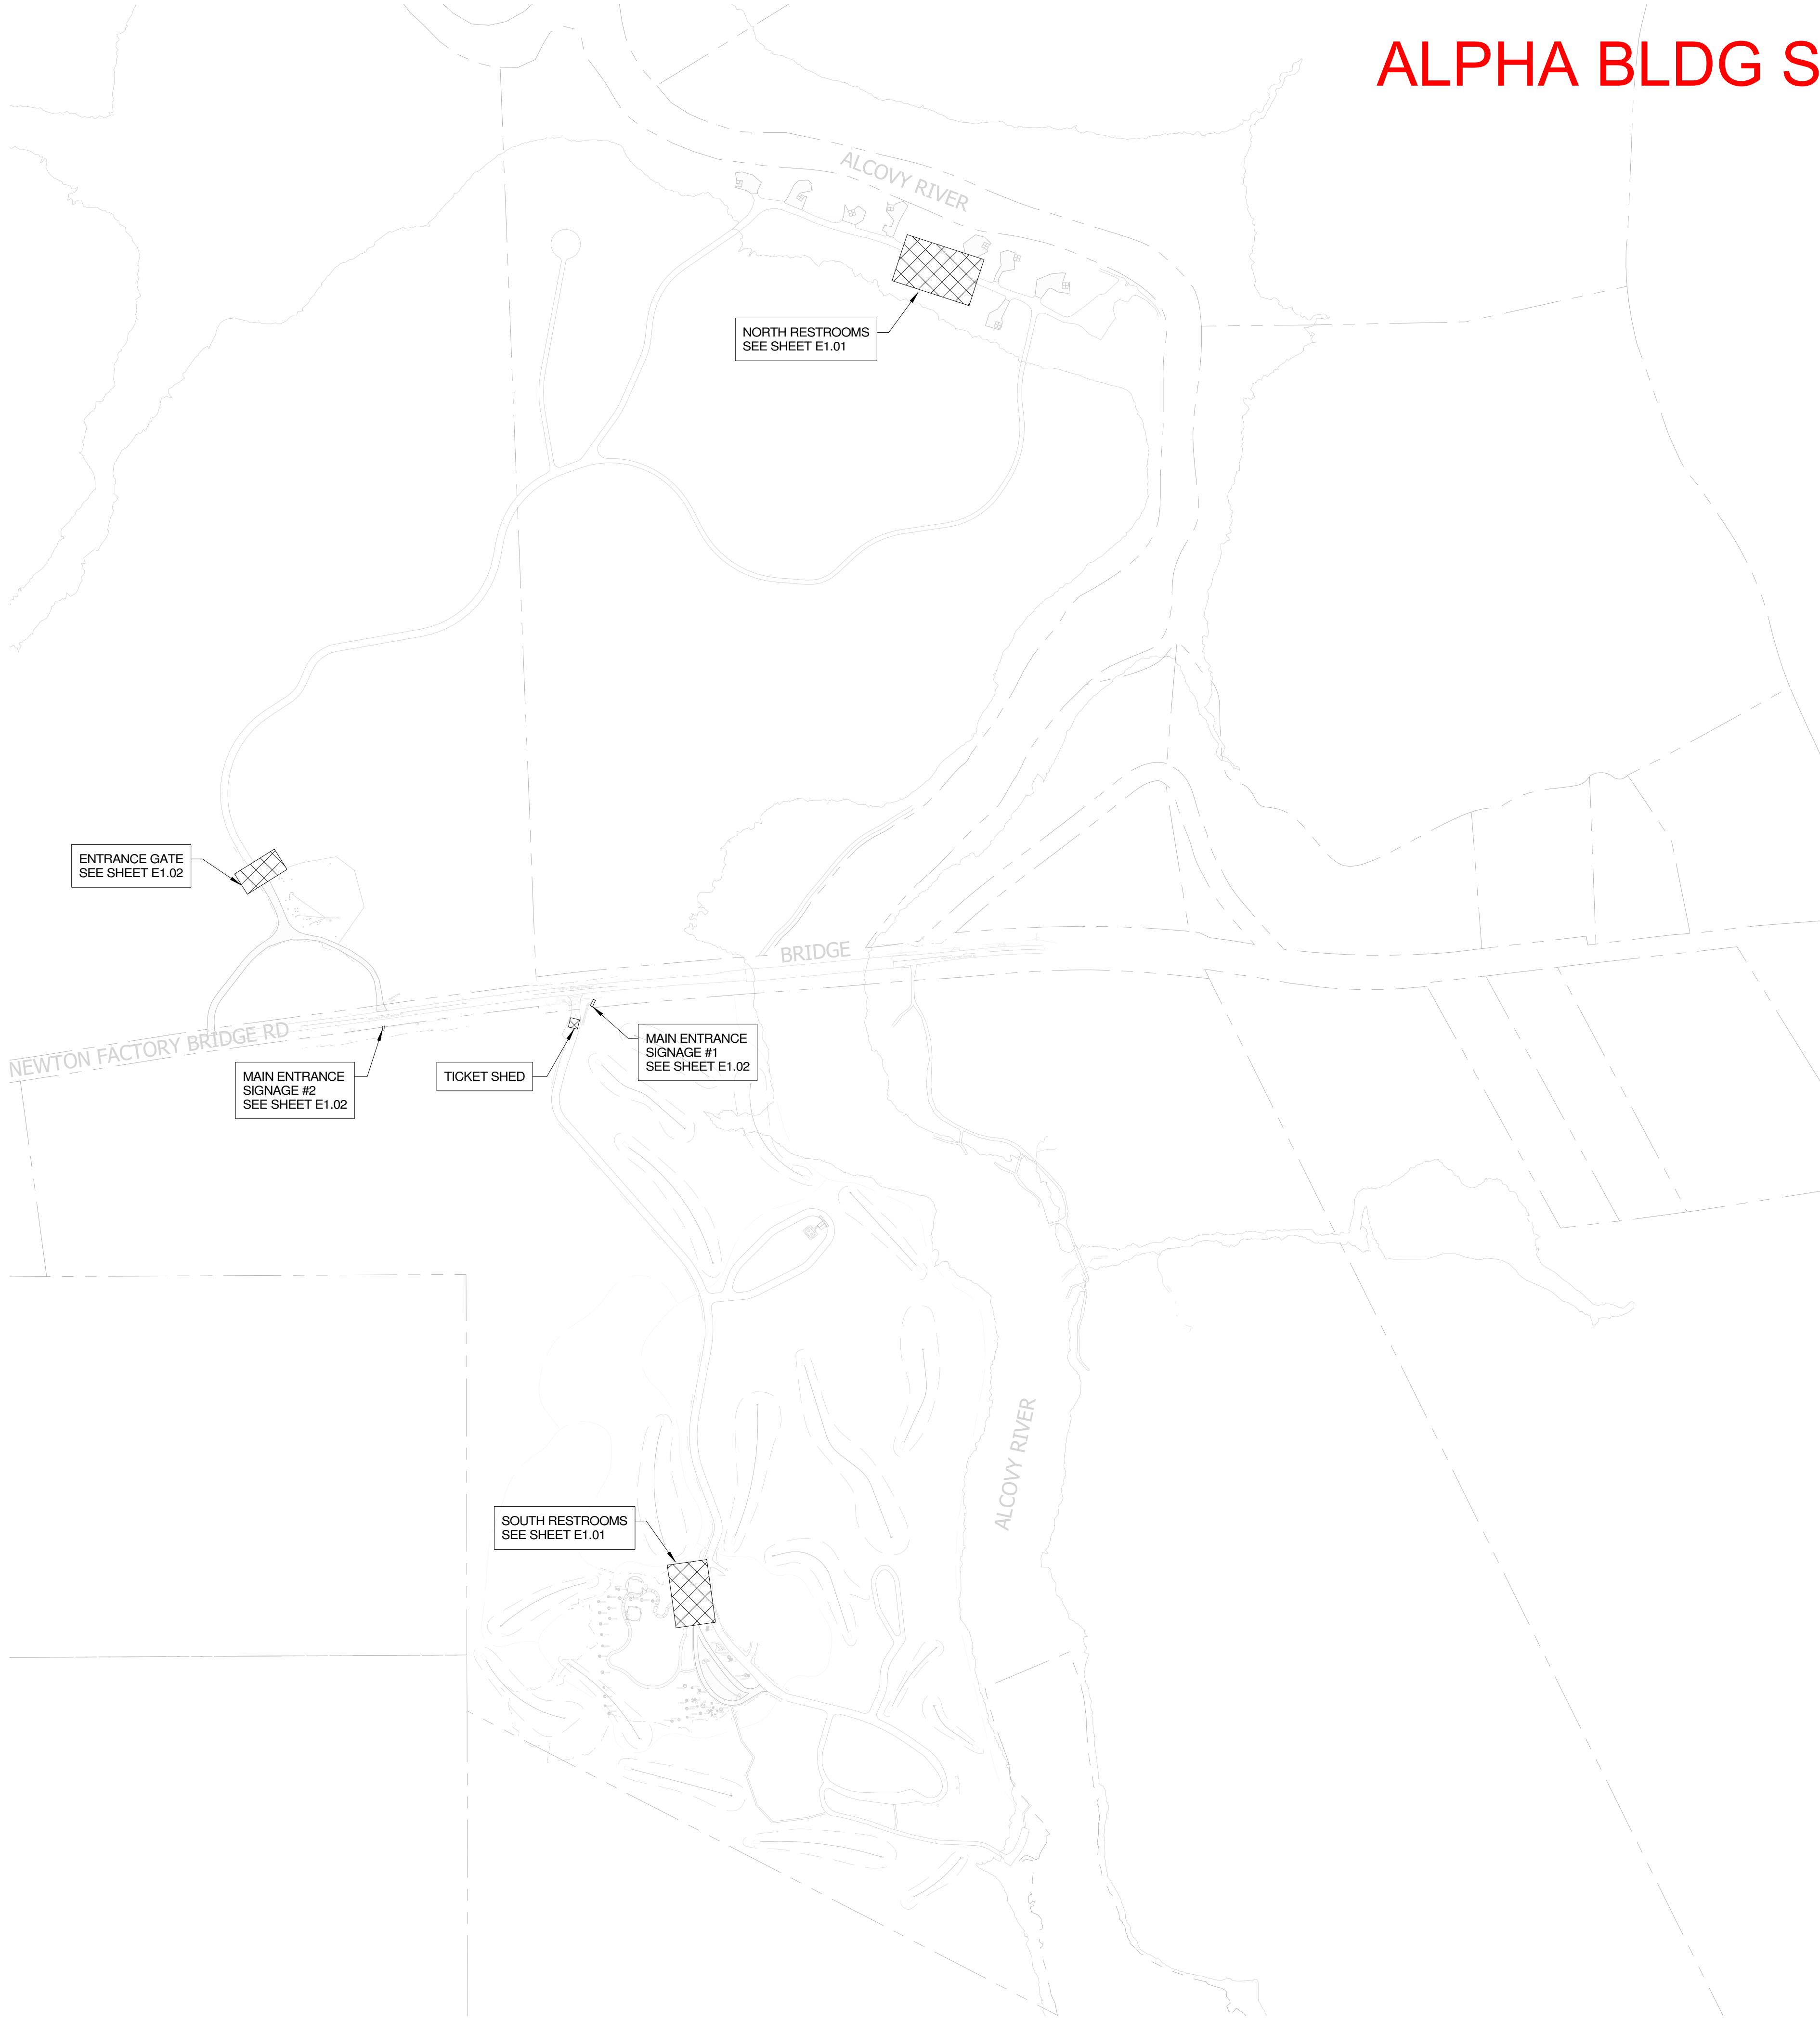 ALPHA BLDG S
ALCOVY RIVER
NORTH RESTROOMS
SEE SHEET E1.01
ENTRANCE GATE
SEE SHEET E1.02
BRIDGE
NEWTON FACTORY BRIDGE RD
MAIN ENTRANCE
SIGNAGE #1
SEE SHEET E1.02
MAIN ENTRANCE
SIGNAGE #2
SEE SHEET E1.02
TICKET SHED
ALCOVY RIVER
SOUTH RESTROOMS
SEE SHEET E1.01